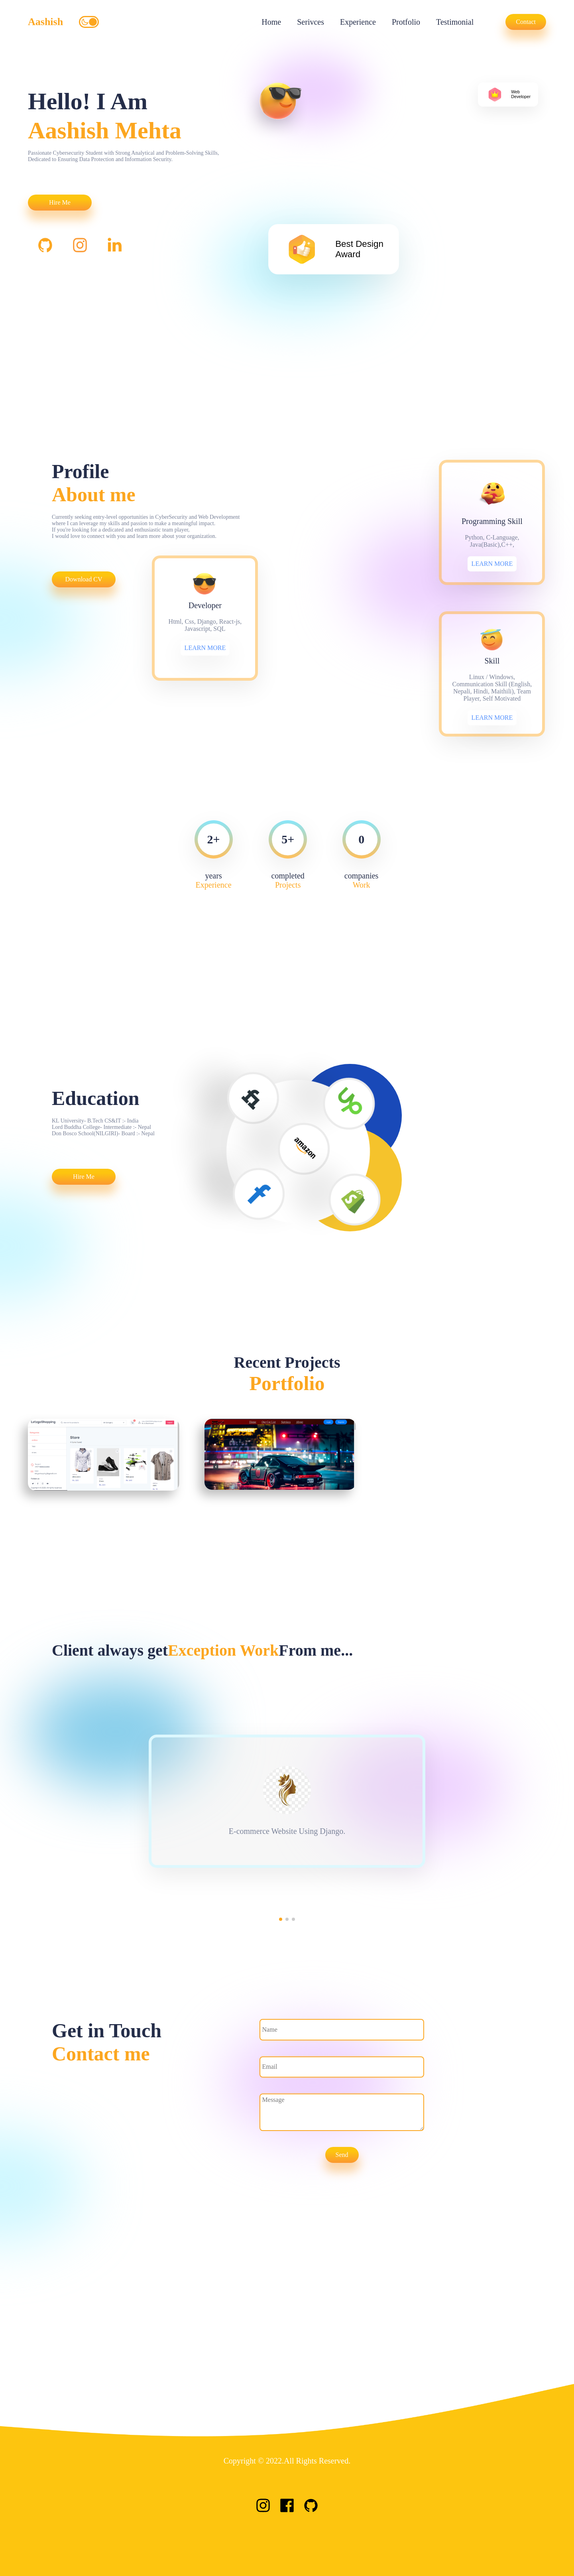 Aashish
Home
Serivces
Experience
Protfolio
Testimonial
Contact
Hello! I Am
Aashish Mehta
Passionate Cybersecurity Student with Strong Analytical and Problem-Solving Skills,
Dedicated to Ensuring Data Protection and Information Security.
Hire Me
Web
Developer
Best Design
Award
Profile
About me
Currently seeking entry-level opportunities in CyberSecurity and Web Development
where I can leverage my skills and passion to make a meaningful impact.
If you're looking for a dedicated and enthusiastic team player,
I would love to connect with you and learn more about your organization.
Download CV
Developer
Html, Css, Django, React-js,
Javascript, SQL
LEARN MORE
Programming Skill
Python, C-Language,
Java(Basic),C++,
LEARN MORE
Skill
Linux / Windows,
Communication Skill (English,
Nepali, Hindi, Maithili), Team
Player, Self Motivated
LEARN MORE
2+
years
Experience
5+
completed
Projects
0
companies
Work
Education
KL University- B.Tech CS&IT :- India
Lord Buddha College- Imermediate :- Nepal
Don Bosco School(NILGIRI)- Board :- Nepal
Hire Me
Up
amazon
fi
Recent Projects
Portfolio
Client always getException WorkFrom me...
E-commerce Website Using Django.
Get in Touch
Contact me
Name
Email
Message
Send
Copyright © 2022.All Rights Reserved.